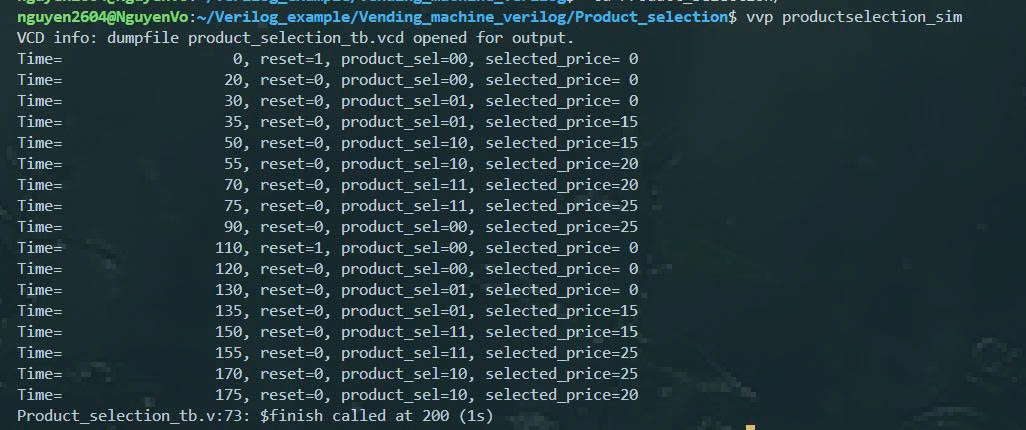 nguyen2604@NguyenVo:~/Verilog_example/Vending_machine_verilog/Product_selection$ vvp productselection_sim
VCD info: dumpfile product_selection_tb.vcd opened for output.
Time=                   0, reset=1, product_sel=00, selected_price= 0
Time=                  20, reset=0, product_sel=00, selected_price= 0
Time=                  30, reset=0, product_sel=01, selected_price= 0
Time=                  35, reset=0, product_sel=01, selected_price=15
Time=                  50, reset=0, product_sel=10, selected_price=15
Time=                  55, reset=0, product_sel=10, selected_price=20
Time=                  70, reset=0, product_sel=11, selected_price=20
Time=                  75, reset=0, product_sel=11, selected_price=25
Time=                  90, reset=0, product_sel=00, selected_price=25
Time=                 110, reset=1, product_sel=00, selected_price= 0
Time=                 120, reset=0, product_sel=00, selected_price= 0
Time=                 130, reset=0, product_sel=01, selected_price= 0
Time=                 135, reset=0, product_sel=01, selected_price=15
Time=                 150, reset=0, product_sel=11, selected_price=15
Time=                 155, reset=0, product_sel=11, selected_price=25
Time=                 170, reset=0, product_sel=10, selected_price=25
Time=                 175, reset=0, product_sel=10, selected_price=20
Product_selection_tb.v:73: $finish called at 200 (1s)